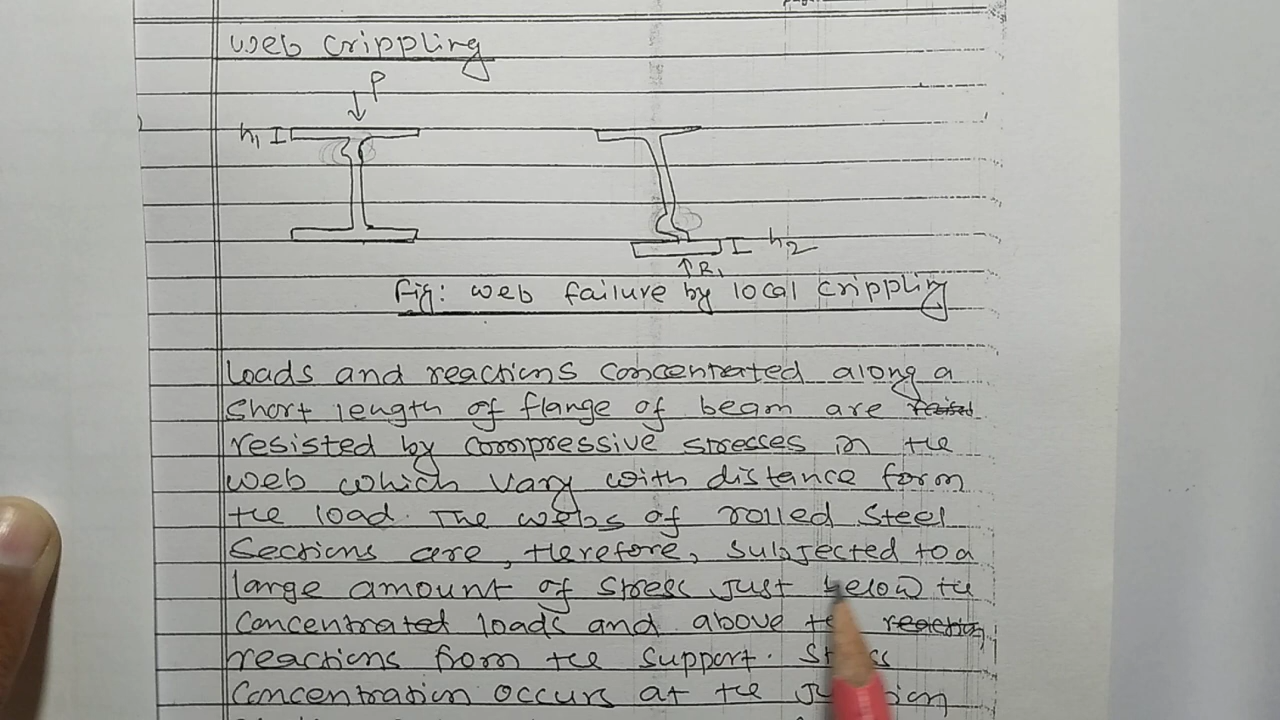 Web crippling
P
h1
h2
R1
Fig: Web failure by local crippling
Loads and reactions concentrated along a
short length of flange of beam are
resisted by compressive stresses in the
web which vary with distance form
the load. The webs of rolled steel
sections are, therefore, subjected to a
large amount of stress just below the
concentrated loads and above the reaction
reactions from the support.
concentration occurs at the